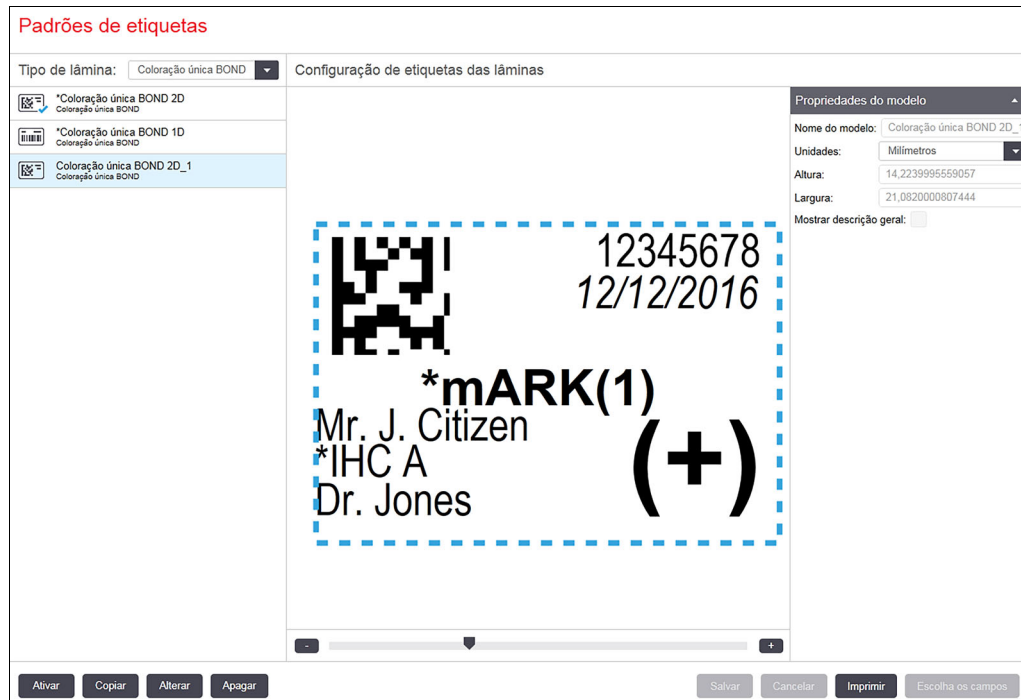 Padrões de etiquetas
Tipo de lâmina: Coloração única BOND
Configuração de etiquetas das lâminas
*Coloração única BOND 2D
Coloração única BOND
*Coloração única BOND 1D
Coloração única BOND
Coloração única BOND 2D_1
Coloração única BOND
12345678
12/12/2016
*mARK(1)
Mr. J. Citizen
*IHC A
Dr. Jones
(+)
Propriedades do modelo
Nome do modelo: Coloração única BOND 2D_1
Unidades: Milímetros
Altura: 14,2239995559057
Largura: 21,0820000807444
Mostrar descrição geral:
- +
Ativar Copiar Alterar Apagar Salvar Cancelar Imprimir Escolha os campos